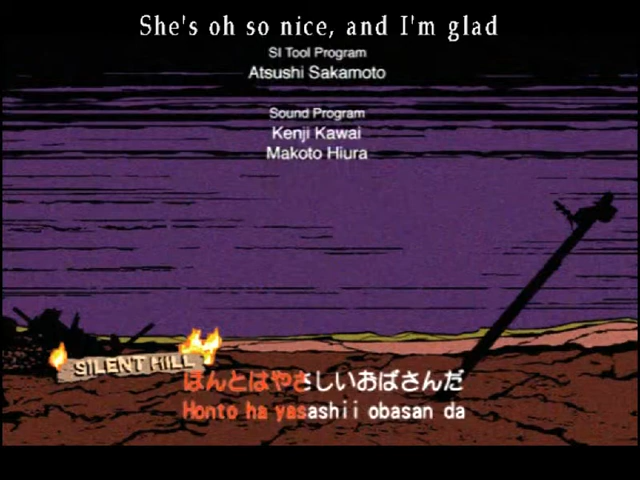 She's oh so nice, and I'm glad
SI Tool Program
Atsushi Sakamoto
Sound Program
Kenji Kawai
Makoto Hiura
SILENT HILL
ほんとはやさしいおばさんだ
Honto ha yasashii obasan da